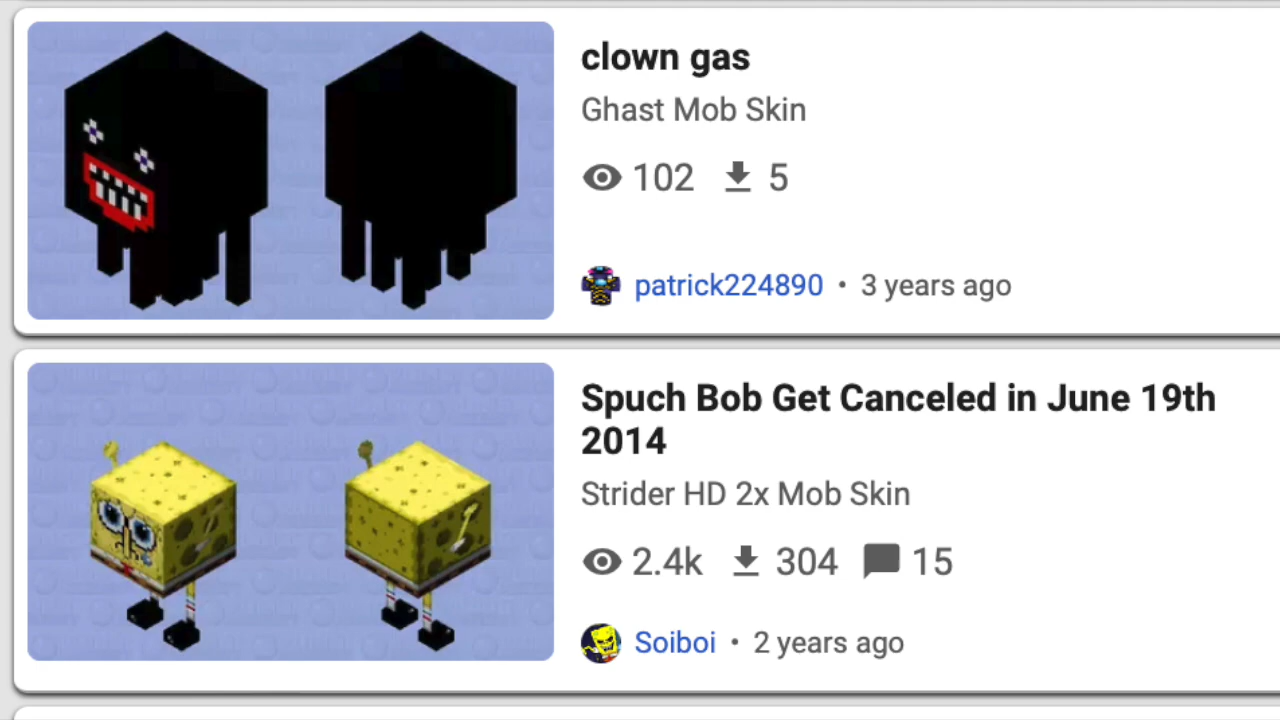 clown gas
Ghast Mob Skin
102 5
patrick224890 • 3 years ago
Spuch Bob Get Canceled in June 19th
2014
Strider HD 2x Mob Skin
2.4k 304 15
Soiboi • 2 years ago